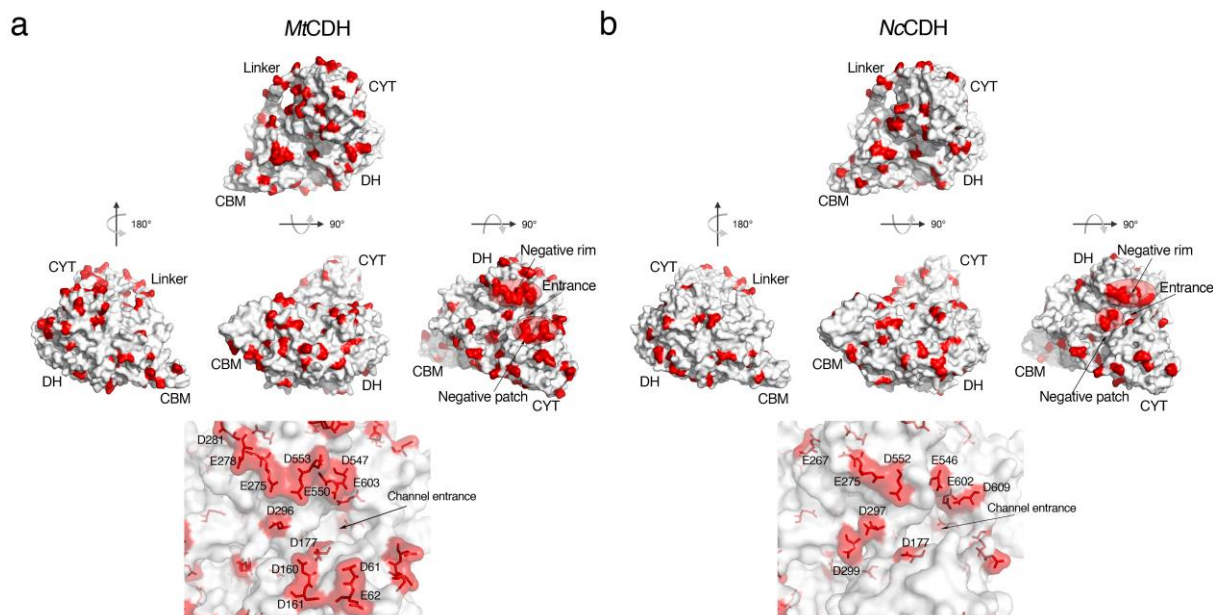 a
MtCDH
Linker
CYT
DH
CBM
180°
90°
90°
CYT
Linker
DH
CBM
CYT
CBM
DH
DH
Negative rim
Entrance
CBM
Negative patch
CYT
D281
E278
E275
D553
E550
D547
E603
Channel entrance
D296
D177
D160
D161
D61
E62
b
NcCDH
Linker
CYT
DH
CBM
180°
90°
90°
CYT
Linker
DH
CBM
CYT
CBM
DH
DH
Negative rim
Entrance
CBM
Negative patch
CYT
E267
E275
D552
E546
E602
D609
Channel entrance
D297
D299
D177